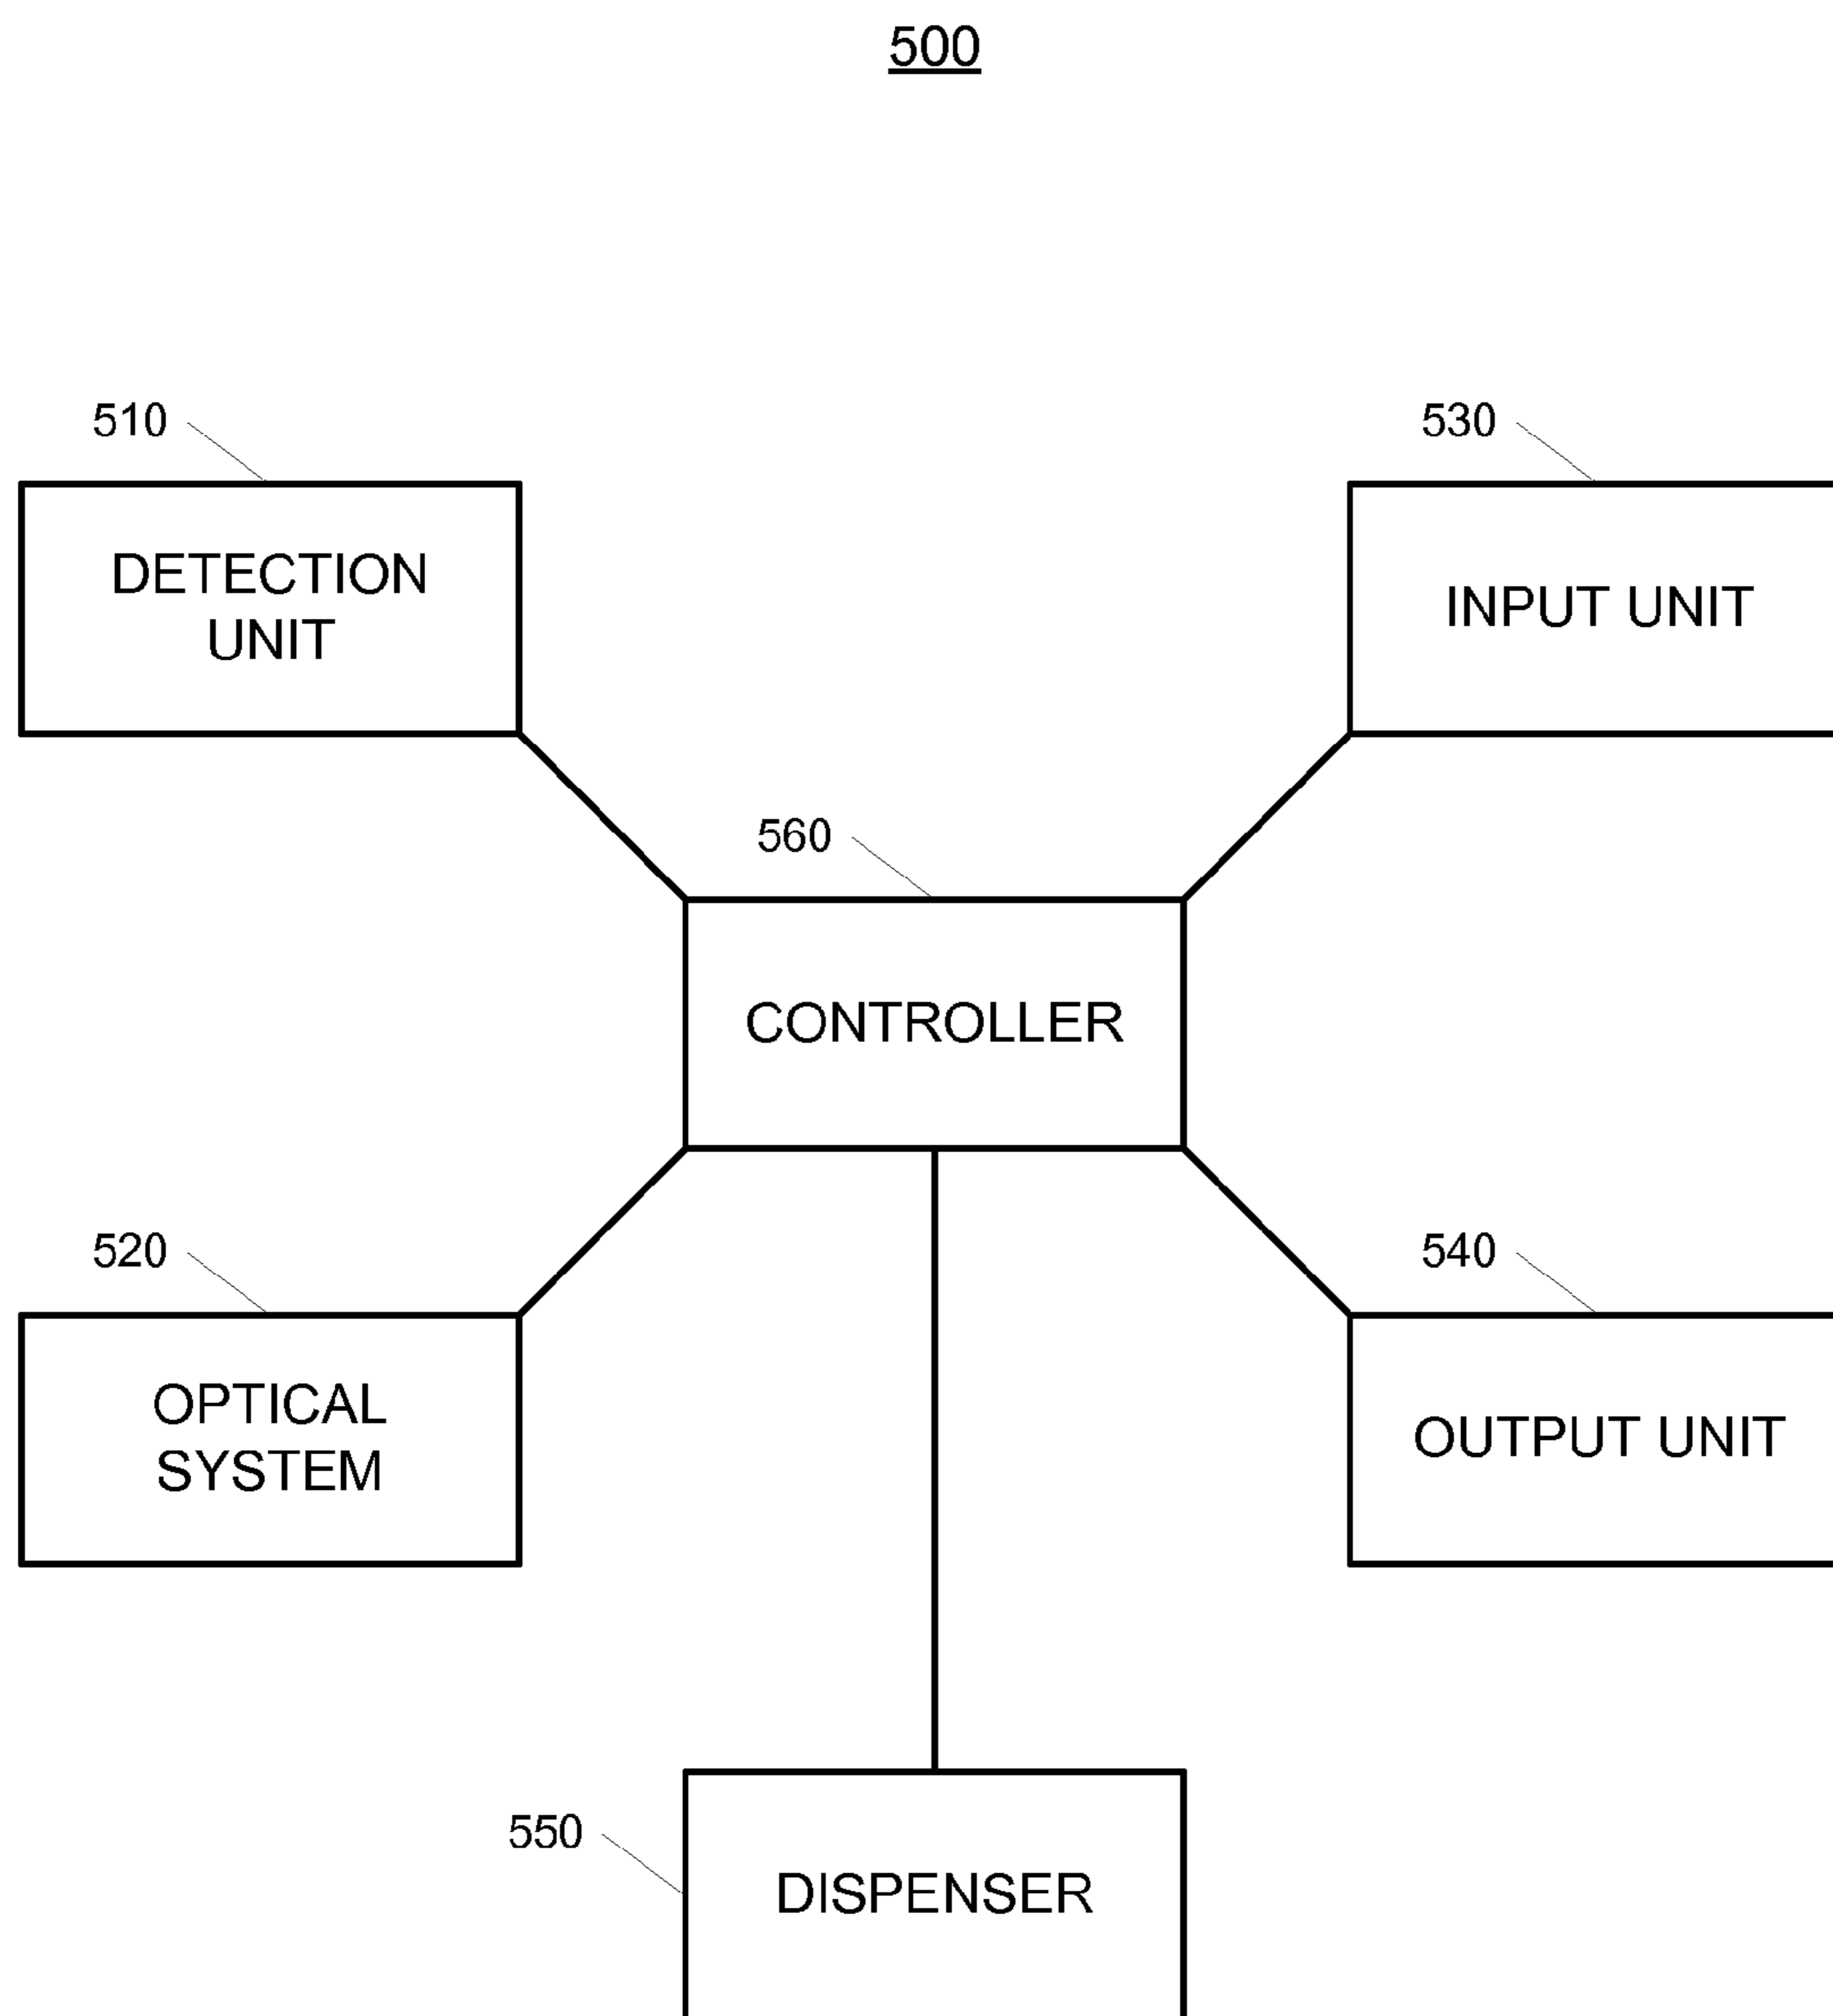 500
510
530
DETECTION
UNIT
INPUT UNIT
560
CONTROLLER
520
540
OPTICAL
SYSTEM
OUTPUT UNIT
550
DISPENSER